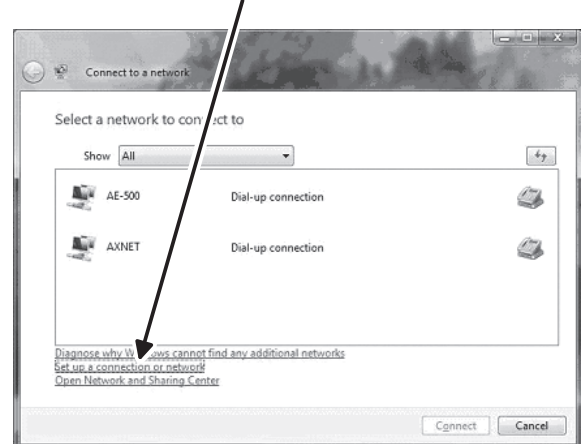 Connect to a network
Select a network to connect to
Show All
AE-500 Dial-up connection
AXNET Dial-up connection
Diagnose why Windows cannot find any additional networks
Set up a connection or network
Open Network and Sharing Center
Connect Cancel